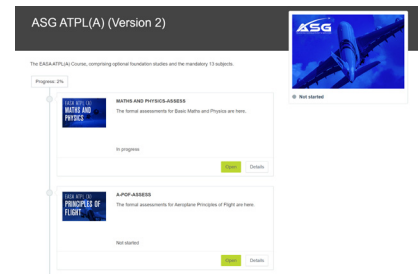 ASG ATPL(A) (Version 2)
ASG
Not started
The EASA ATPL(A) Course, comprising optional foundation studies and the mandatory 13 subjects.
Progress: 2%
EASA ATPL (A)
MATHS AND
PHYSICS
MATHS AND PHYSICS-ASSESS
The formal assessments for Basic Maths and Physics are here.
In progress
Open
Details
EASA ATPL (A)
PRINCIPLES OF
FLIGHT
A-POF-ASSESS
The formal assessments for Aeroplane Principles of Flight are here.
Not started
Open
Details